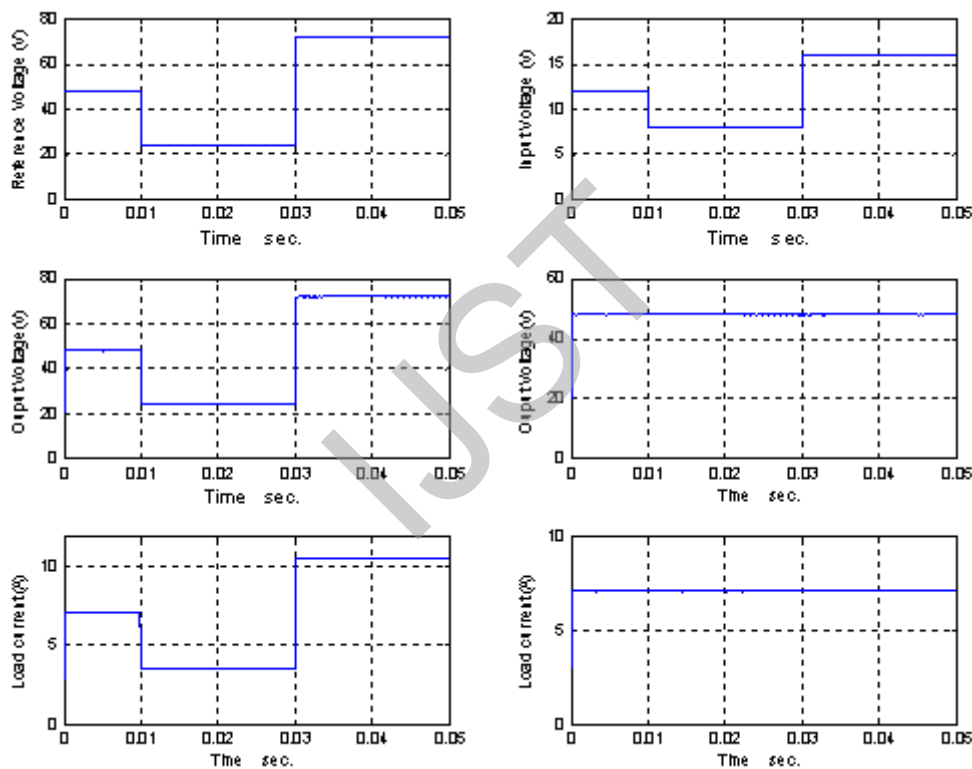 Reference Voltage (V)
80
60
40
20
0
0 0.01 0.02 0.03 0.04 0.05
Time sec.
Input Voltage (V)
20
15
10
5
0
0 0.01 0.02 0.03 0.04 0.05
Time sec.
Output Voltage(V)
80
60
40
20
0
0 0.01 0.02 0.03 0.04 0.05
Time sec.
Output Voltage(V)
60
40
20
0
0 0.01 0.02 0.03 0.04 0.05
Time sec.
Load current(A)
10
5
0
0 0.01 0.02 0.03 0.04 0.05
Time sec.
Load current(A)
10
5
0
0 0.01 0.02 0.03 0.04 0.05
Time sec.
IJST